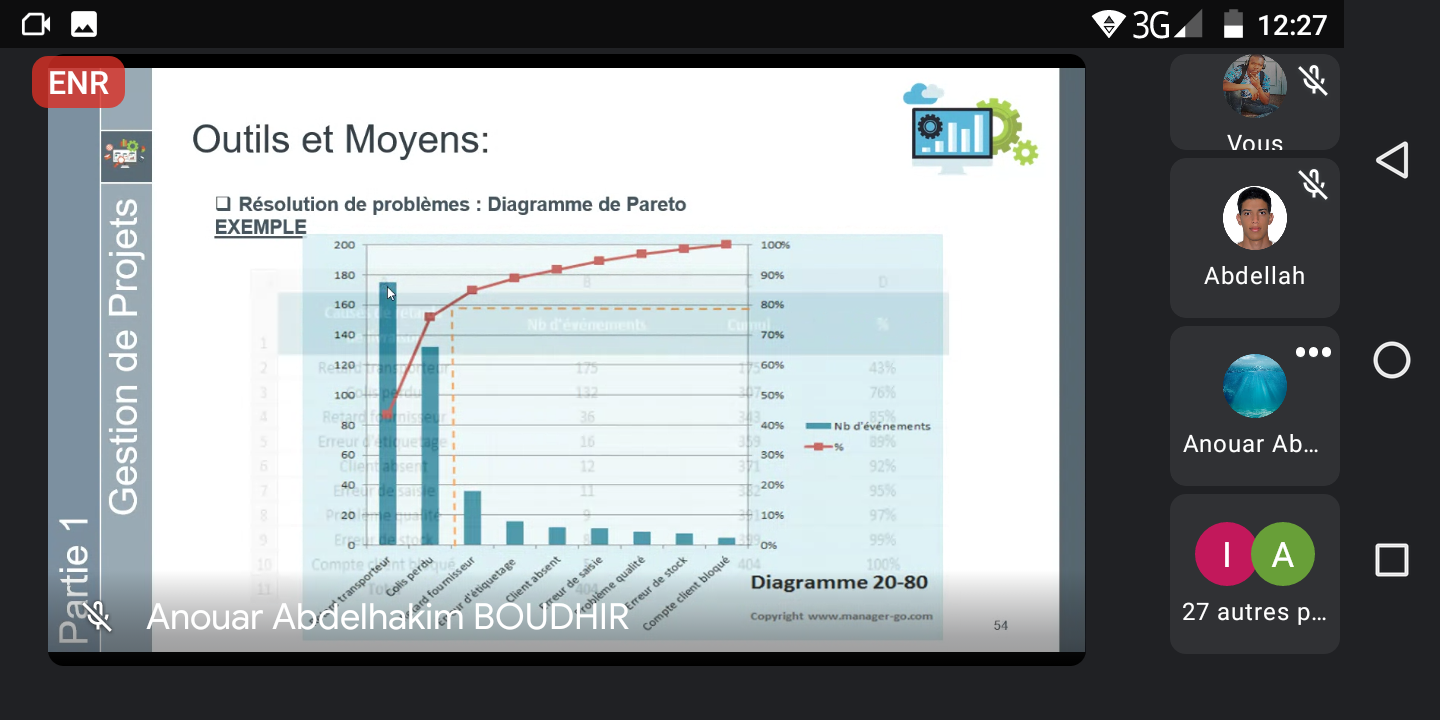 3G 12:27
ENR
Outils et Moyens:
❑ Résolution de problèmes : Diagramme de Pareto
EXEMPLE
Partie 1
Gestion de Projets
200 100%
180 90%
160 80%
140 70%
120 60%
100 50%
80 40%
60 30%
40 20%
20 10%
0 0%
Nb d'événements
%
B C D
1 Causes de retard Nb d'événements Cumul %
2 Retard transporteur 175 175 43%
3 Colis perdu 132 307 76%
4 Retard fournisseur 36 343 85%
5 Erreur d'étiquetage 16 359 89%
6 Client absent 12 371 92%
7 Erreur de saisie 11 382 95%
8 Problème qualité 9 391 97%
9 Erreur de stock 8 399 99%
10 Compte client bloqué 5 404 100%
11 404
transporteur
Colis perdu
Retard fournisseur
d'étiquetage
Client absent
Erreur de saisie
Problème qualité
Erreur de stock
Compte client bloqué
Diagramme 20-80
Copyright www.manager-go.com
54
Anouar Abdelhakim BOUDHIR
Vous
Abdellah
Anouar Ab...
I A
27 autres p...